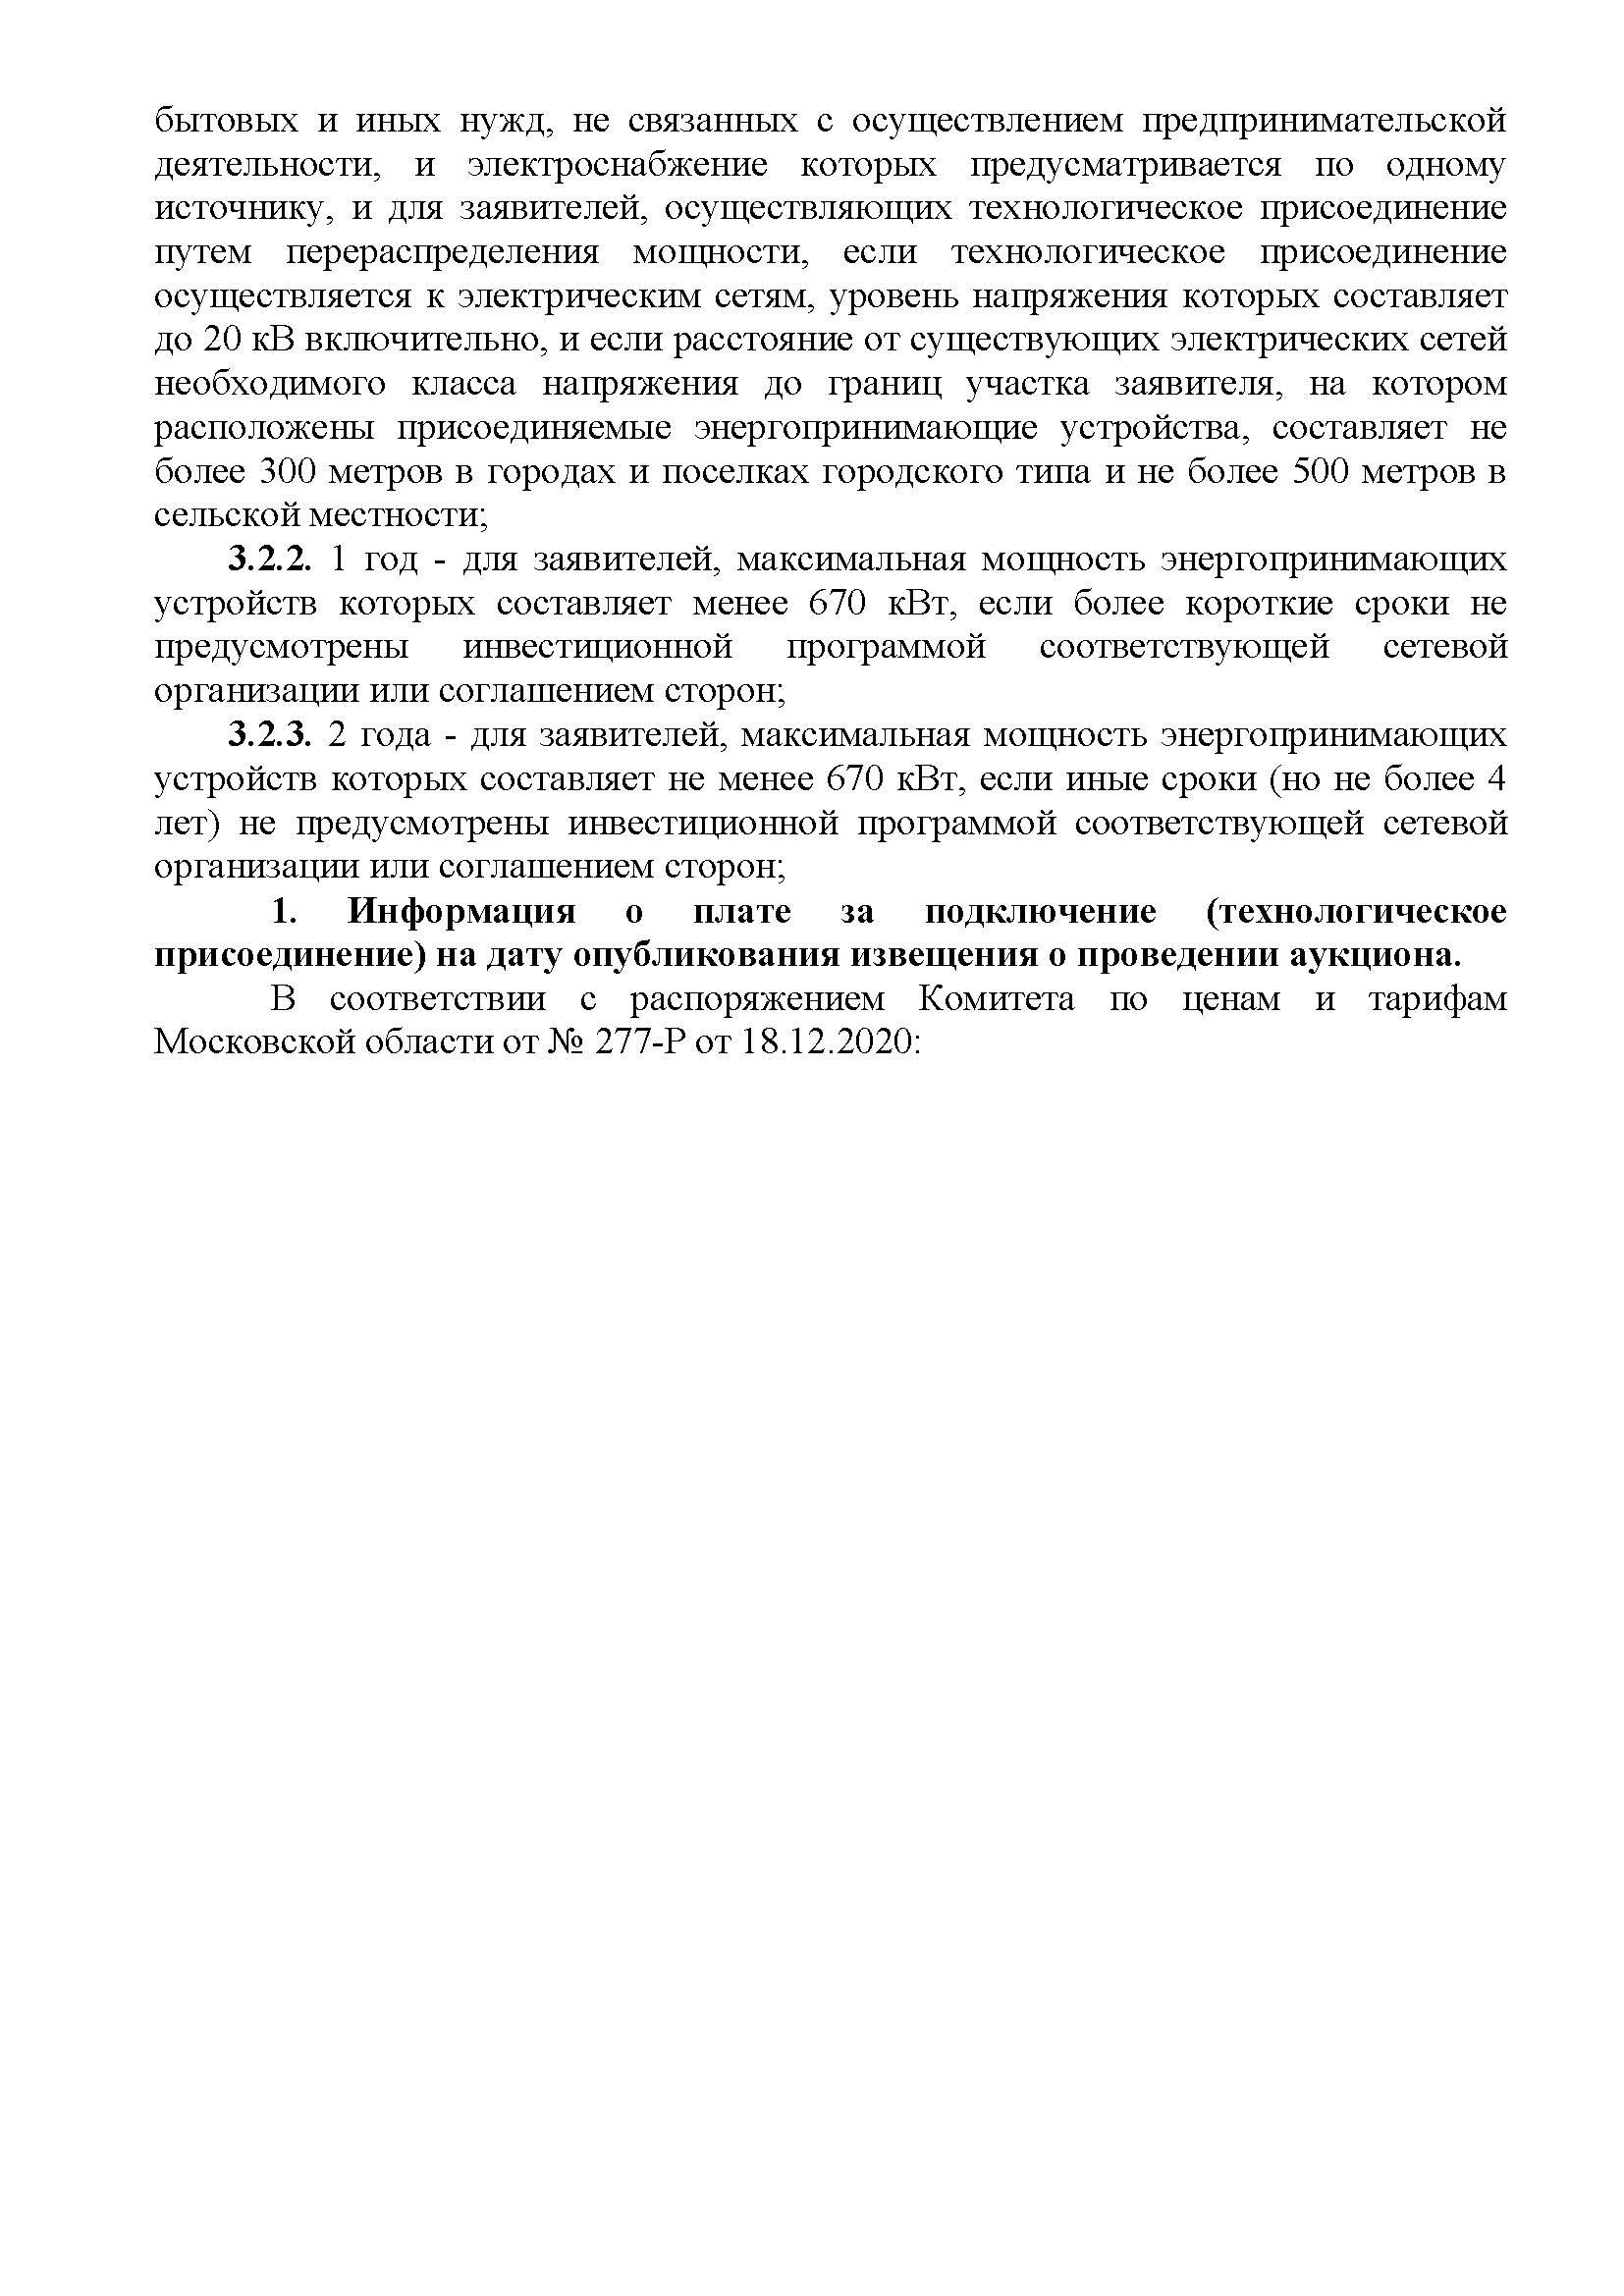 бытовых и иных нужд, не связанных с осуществлением предпринимательской
деятельности, и электроснабжение которых предусматривается по одному
источнику, и для заявителей, осуществляющих технологическое присоединение
путем перераспределения мощности, если технологическое присоединение
осуществляется к электрическим сетям, уровень напряжения которых составляет
до 20 кВ включительно, и если расстояние от существующих электрических сетей
необходимого класса напряжения до границ участка заявителя, на котором
расположены присоединяемые энергопринимающие устройства, составляет не
более 300 метров в городах и поселках городского типа и не более 500 метров в
сельской местности;
3.2.2. 1 год - для заявителей, максимальная мощность энергопринимающих
устройств которых составляет менее 670 кВт, если более короткие сроки не
предусмотрены инвестиционной программой соответствующей сетевой
организации или соглашением сторон;
3.2.3. 2 года - для заявителей, максимальная мощность энергопринимающих
устройств которых составляет не менее 670 кВт, если иные сроки (но не более 4
лет) не предусмотрены инвестиционной программой соответствующей сетевой
организации или соглашением сторон;
1. Информация о плате за подключение (технологическое
присоединение) на дату опубликования извещения о проведении аукциона.
В соответствии с распоряжением Комитета по ценам и тарифам
Московской области от № 277-Р от 18.12.2020: